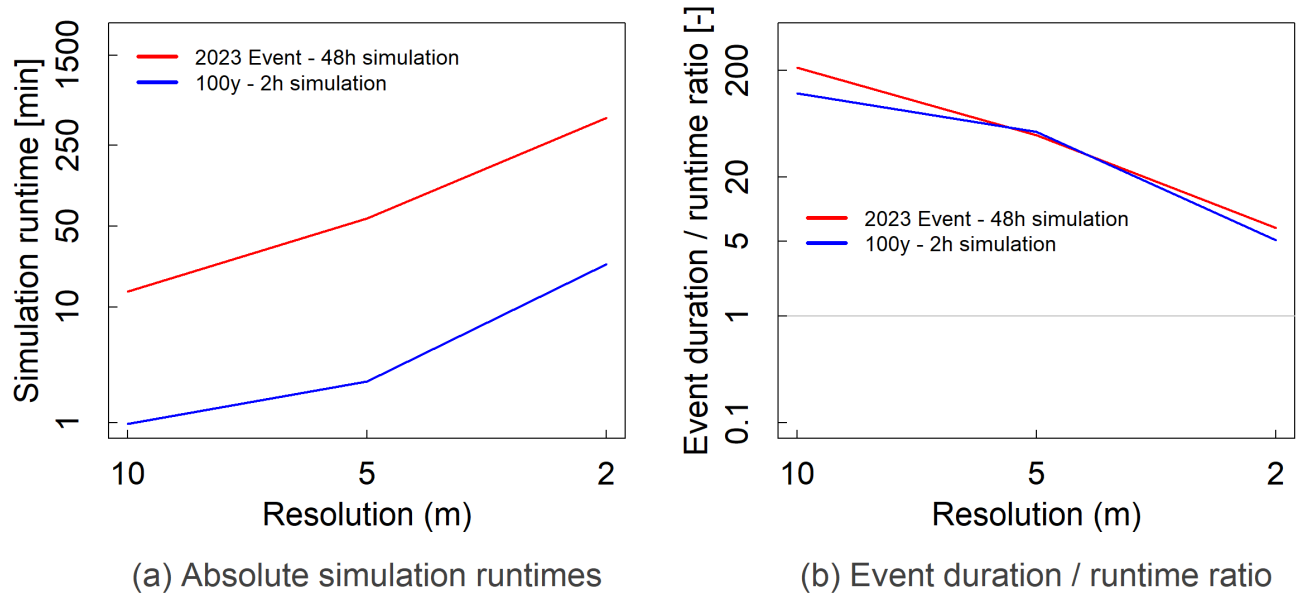 Simulation runtime [min]
1500
250
50
10
1
2023 Event - 48h simulation
100y - 2h simulation
10 5 2
Resolution (m)
(a) Absolute simulation runtimes
Event duration / runtime ratio [-]
200
20
5
1
0.1
2023 Event - 48h simulation
100y - 2h simulation
10 5 2
Resolution (m)
(b) Event duration / runtime ratio